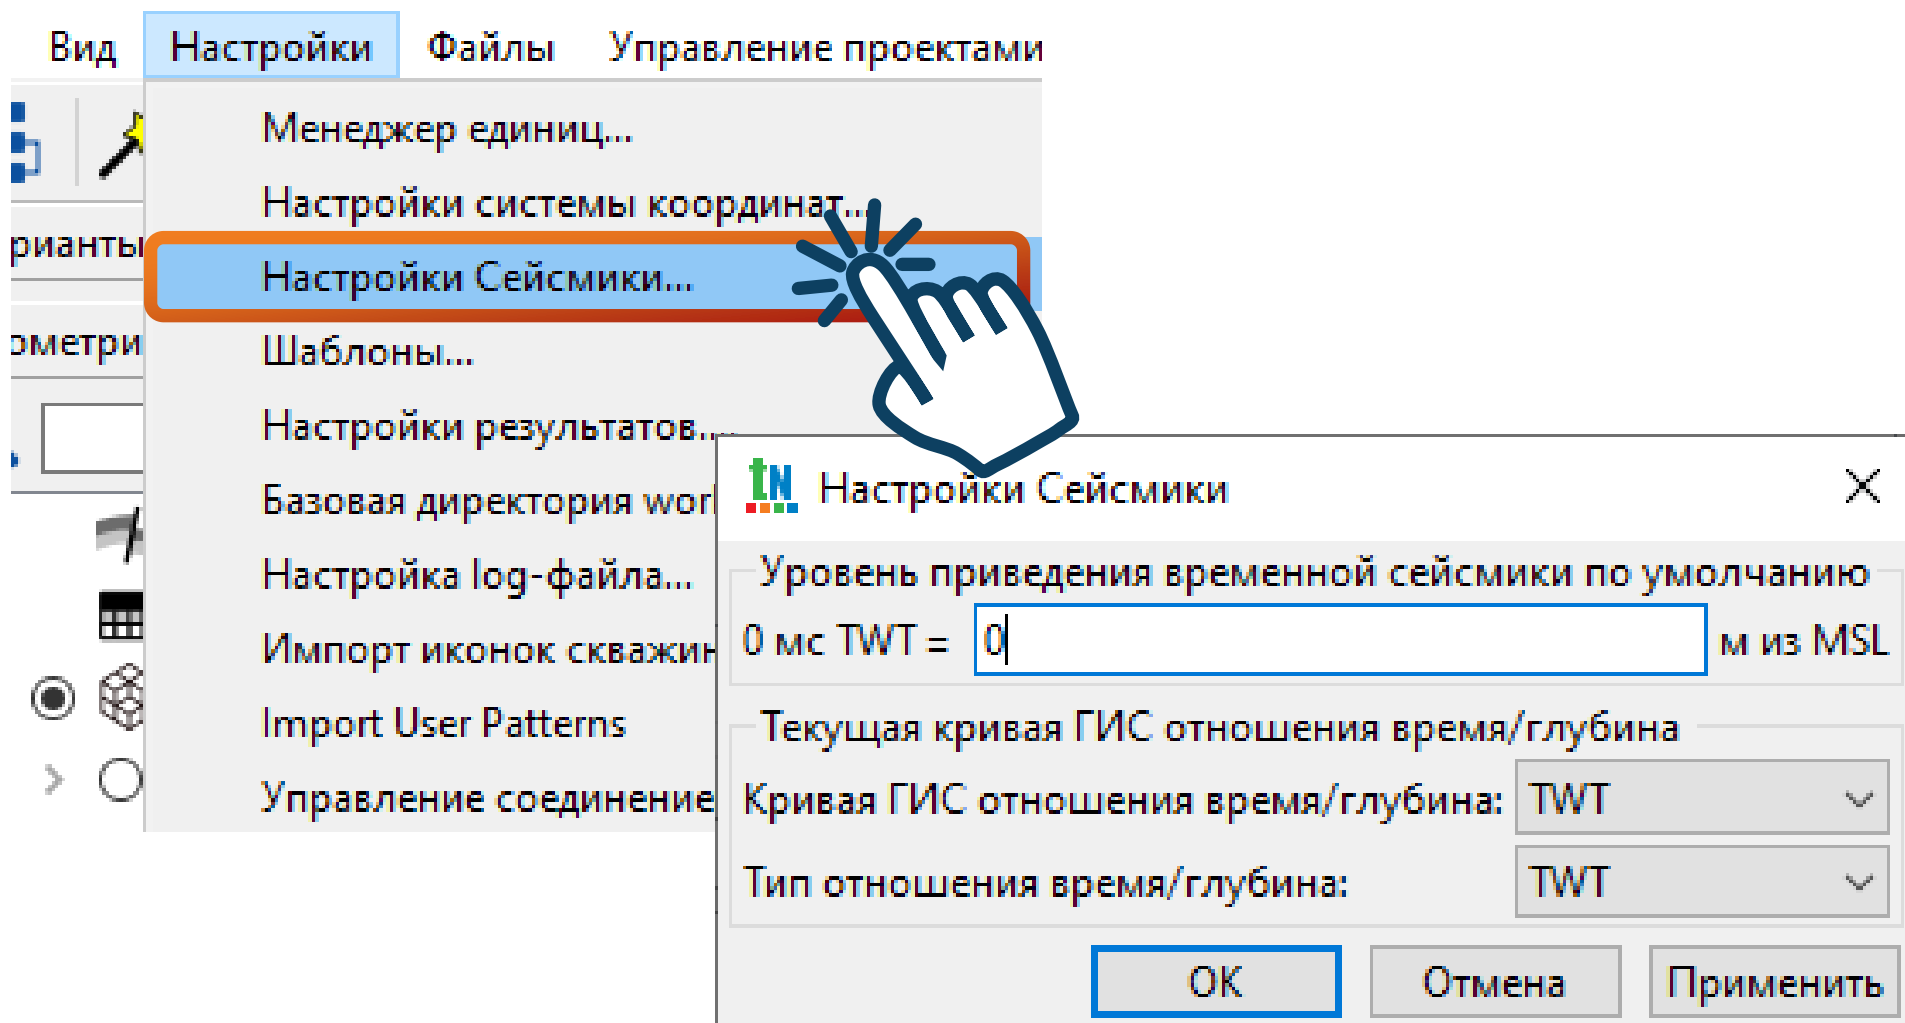 Вид Настройки Файлы Управление проектами
Менеджер единиц...
Настройки системы координат...
рианты
Настройки Сейсмики...
ометри
Шаблоны...
Настройки результатов...
Базовая директория wor
Настройка log-файла...
Импорт иконок скважин
Import User Patterns
Управление соединение
tN Настройки Сейсмики
Уровень приведения временной сейсмики по умолчанию
0 мс TWT = 0 м из MSL
Текущая кривая ГИС отношения время/глубина
Кривая ГИС отношения время/глубина: TWT
Тип отношения время/глубина: TWT
OK Отмена Применить